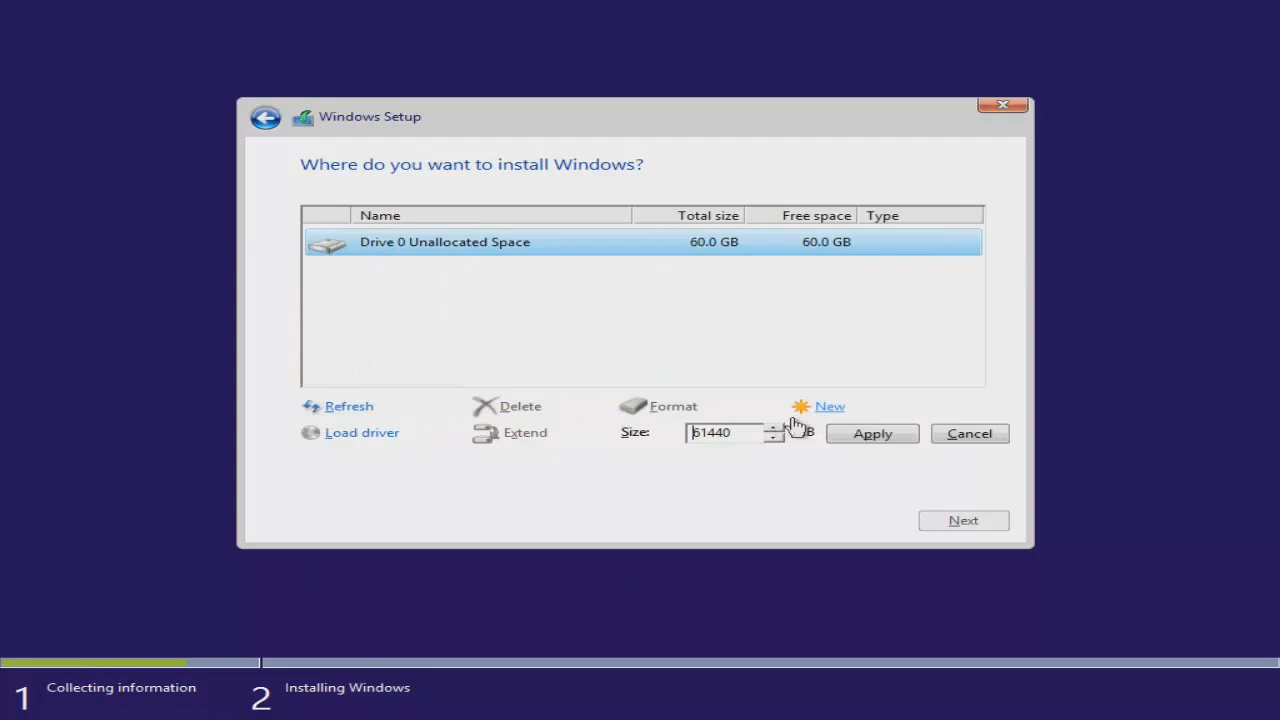 Windows Setup
Where do you want to install Windows?
Name Total size Free space Type
Drive 0 Unallocated Space 60.0 GB 60.0 GB
Refresh Delete Format New
Load driver Extend Size: 61440 Apply Cancel
Next
1 Collecting information 2 Installing Windows